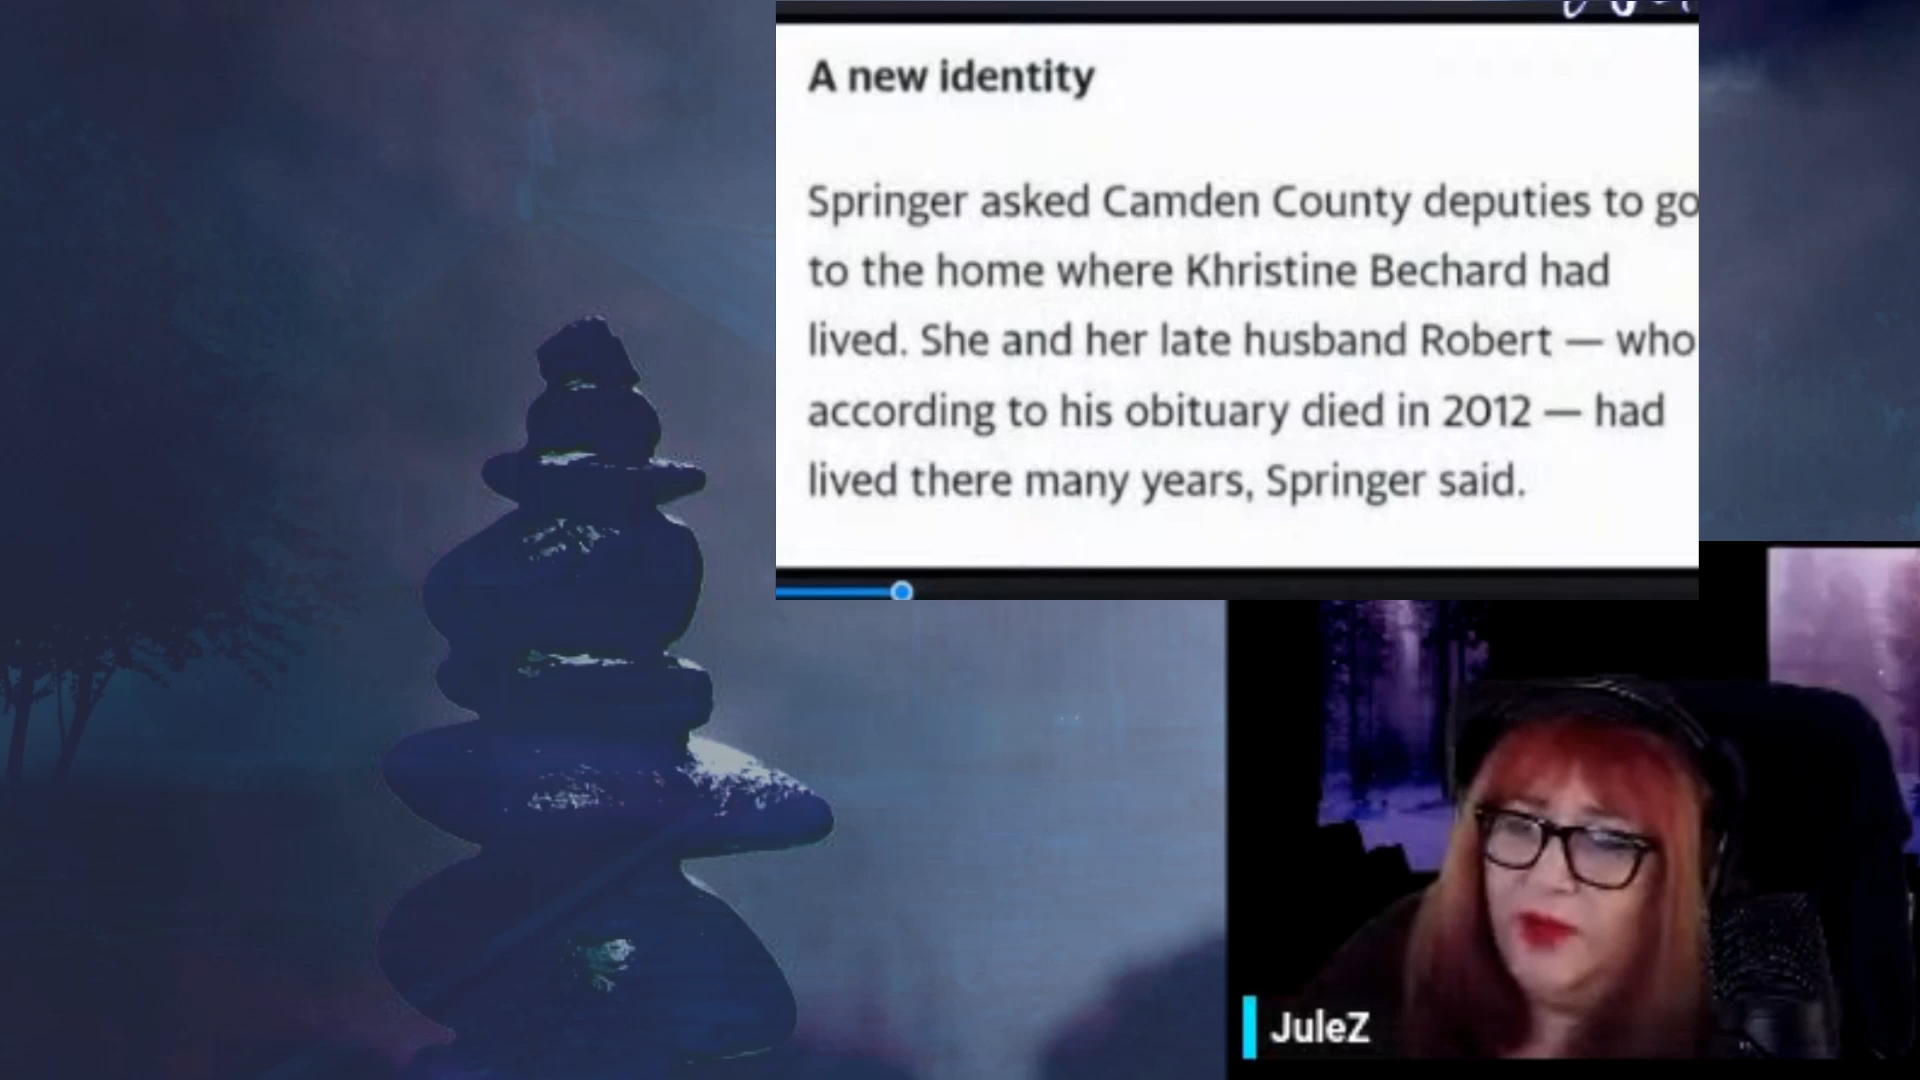 A new identity
Springer asked Camden County deputies to go
to the home where Khristine Bechard had
lived. She and her late husband Robert — who
according to his obituary died in 2012 — had
lived there many years, Springer said.
JuleZ